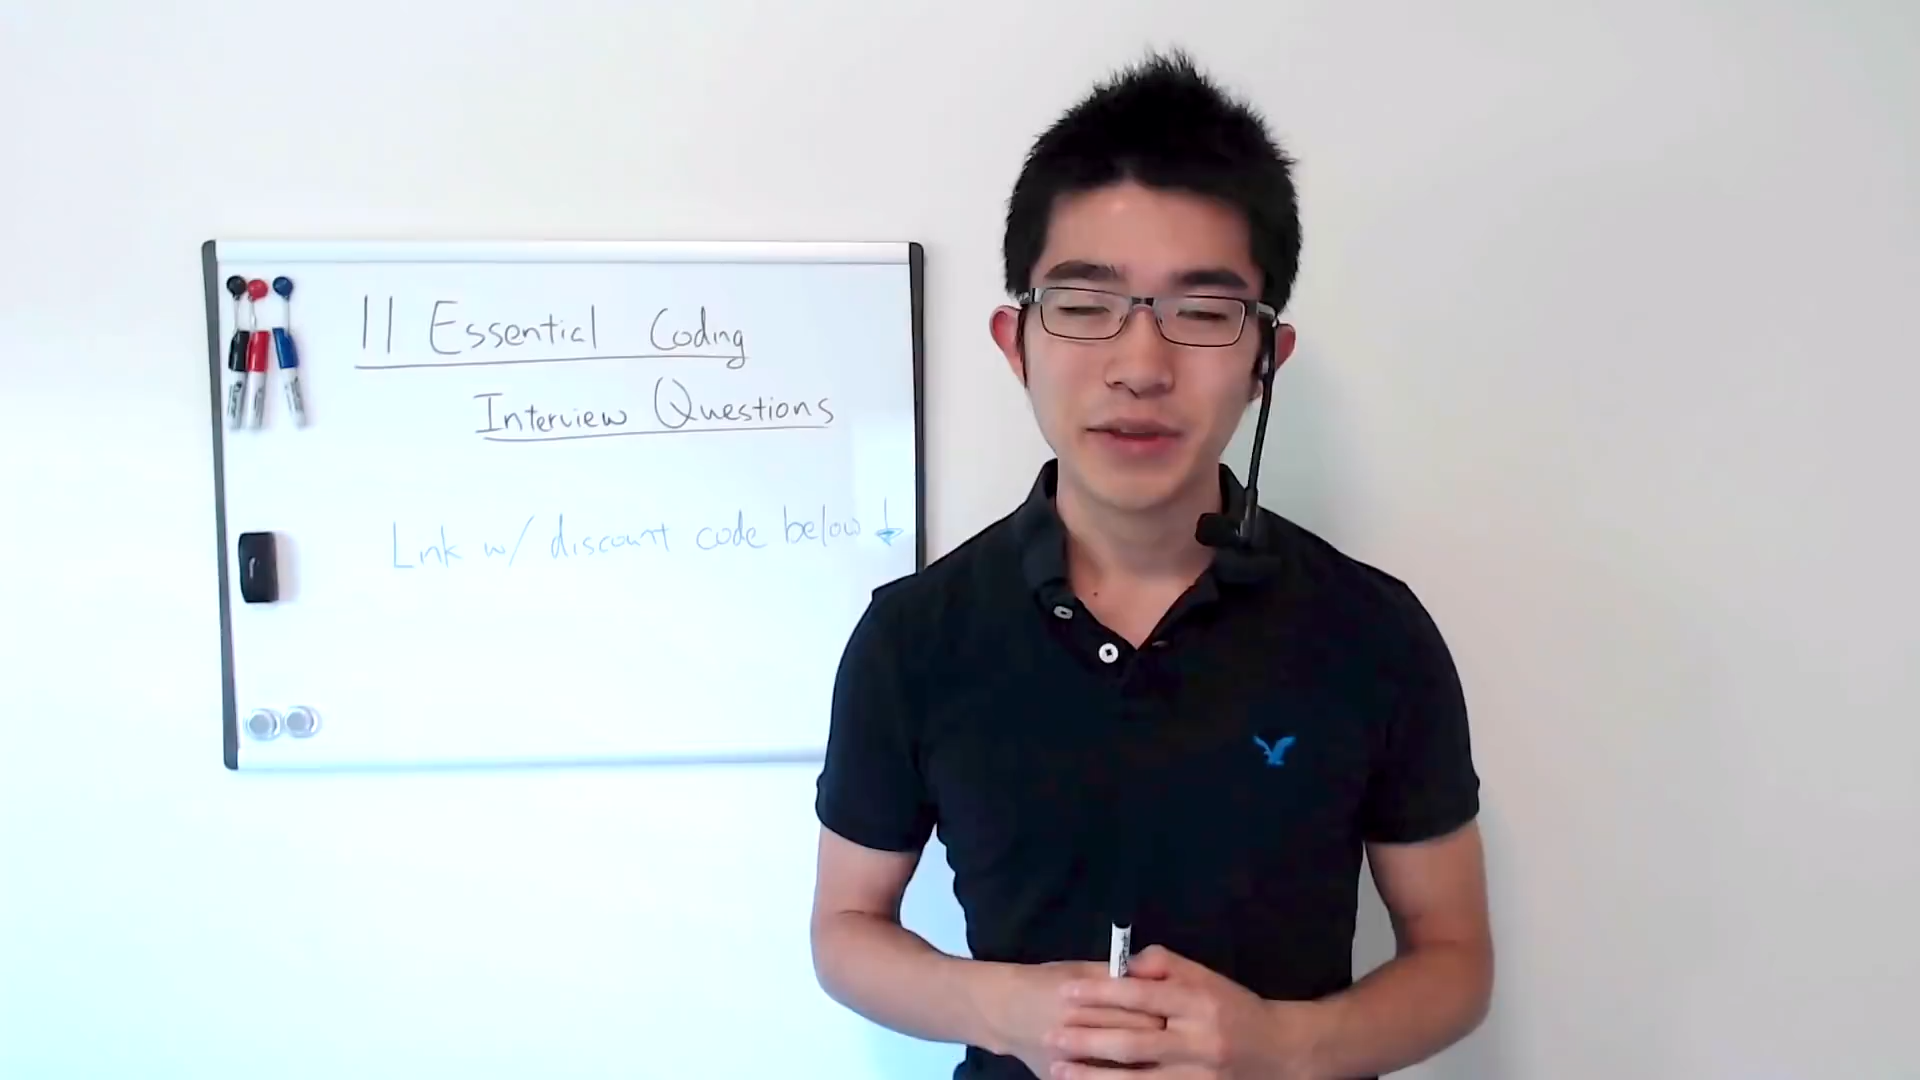 11 Essential Coding
Interview Questions
Link w/ discount code below ↓